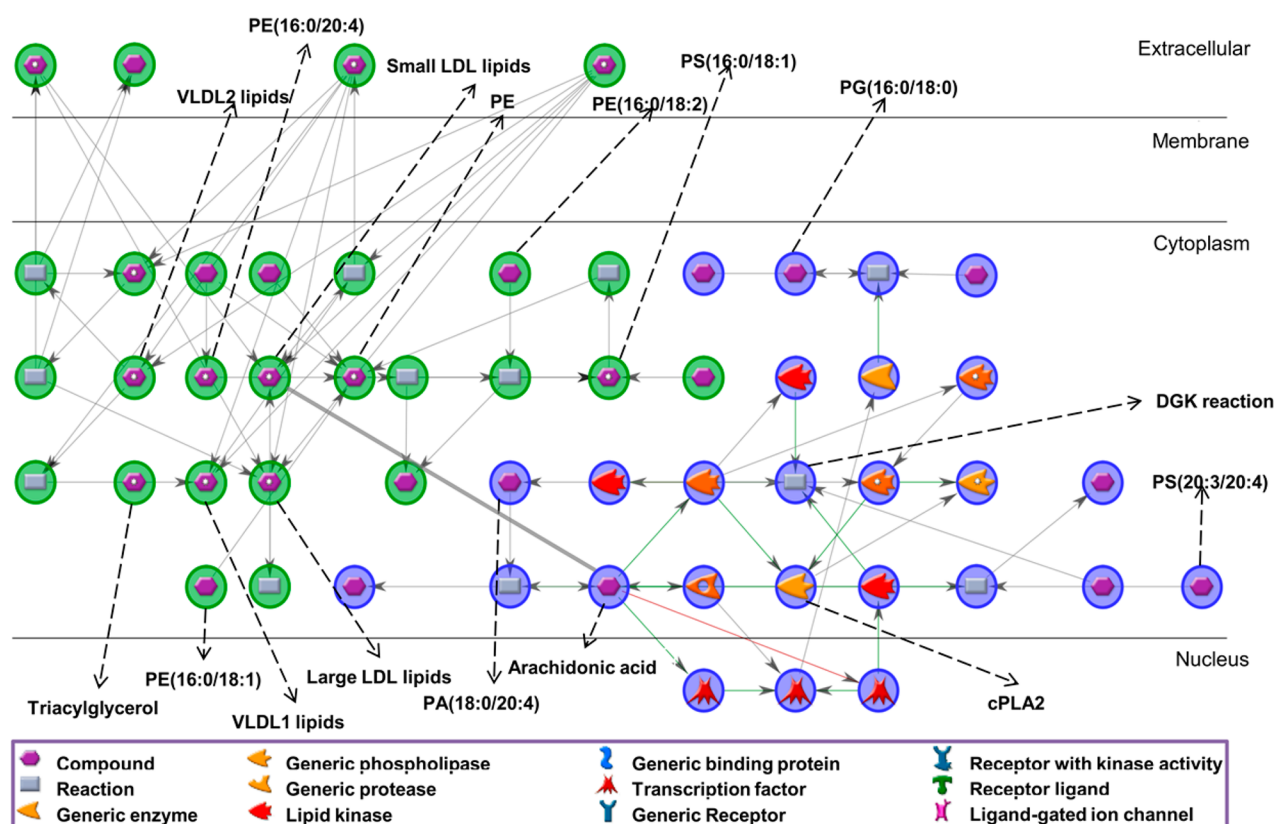 PE(16:0/20:4)
Extracellular
Small LDL lipids
PS(16:0/18:1)
PG(16:0/18:0)
VLDL2 lipids
PE
PE(16:0/18:2)
Membrane
Cytoplasm
DGK reaction
PS(20:3/20:4)
Nucleus
Arachidonic acid
PE(16:0/18:1)
Large LDL lipids
PA(18:0/20:4)
cPLA2
Triacylglycerol
VLDL1 lipids
Compound
Generic phospholipase
Generic binding protein
Receptor with kinase activity
Reaction
Generic protease
Transcription factor
Receptor ligand
Generic enzyme
Lipid kinase
Generic Receptor
Ligand-gated ion channel